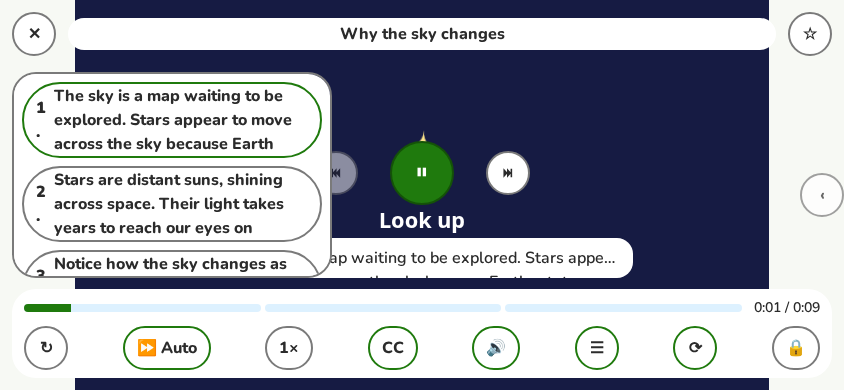 Why the sky changes
1. The sky is a map waiting to be
explored. Stars appear to move
across the sky because Earth
2. Stars are distant suns, shining
across space. Their light takes
years to reach our eyes on
3 Notice how the sky changes as
Look up
ap waiting to be explored. Stars appe...
0:01 / 0:09
Auto
1×
CC